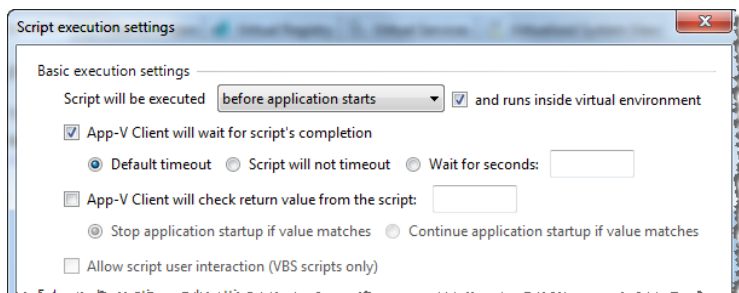 Script execution settings
Basic execution settings
Script will be executed before application starts and runs inside virtual environment
App-V Client will wait for script's completion
Default timeout Script will not timeout Wait for seconds:
App-V Client will check return value from the script:
Stop application startup if value matches Continue application startup if value matches
Allow script user interaction (VBS scripts only)